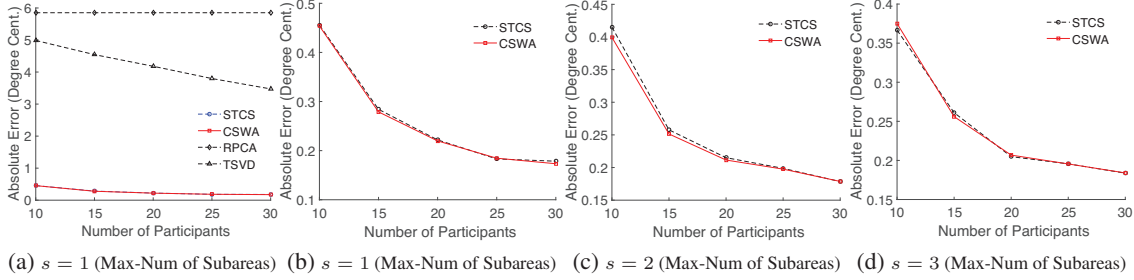 6
5
4
3
2
1
0
Absolute Error (Degree Cent.)
STCS
CSWA
RPCA
TSVD
10 15 20 25 30
Number of Participants
(a) s = 1 (Max-Num of Subareas)
0.5
0.4
0.3
0.2
0.1
Absolute Error (Degree Cent.)
STCS
CSWA
10 15 20 25 30
Number of Participants
(b) s = 1 (Max-Num of Subareas)
0.45
0.4
0.35
0.3
0.25
0.2
0.15
Absolute Error (Degree Cent.)
STCS
CSWA
10 15 20 25 30
Number of Participants
(c) s = 2 (Max-Num of Subareas)
0.4
0.35
0.3
0.25
0.2
0.15
Absolute Error (Degree Cent.)
STCS
CSWA
10 15 20 25 30
Number of Participants
(d) s = 3 (Max-Num of Subareas)